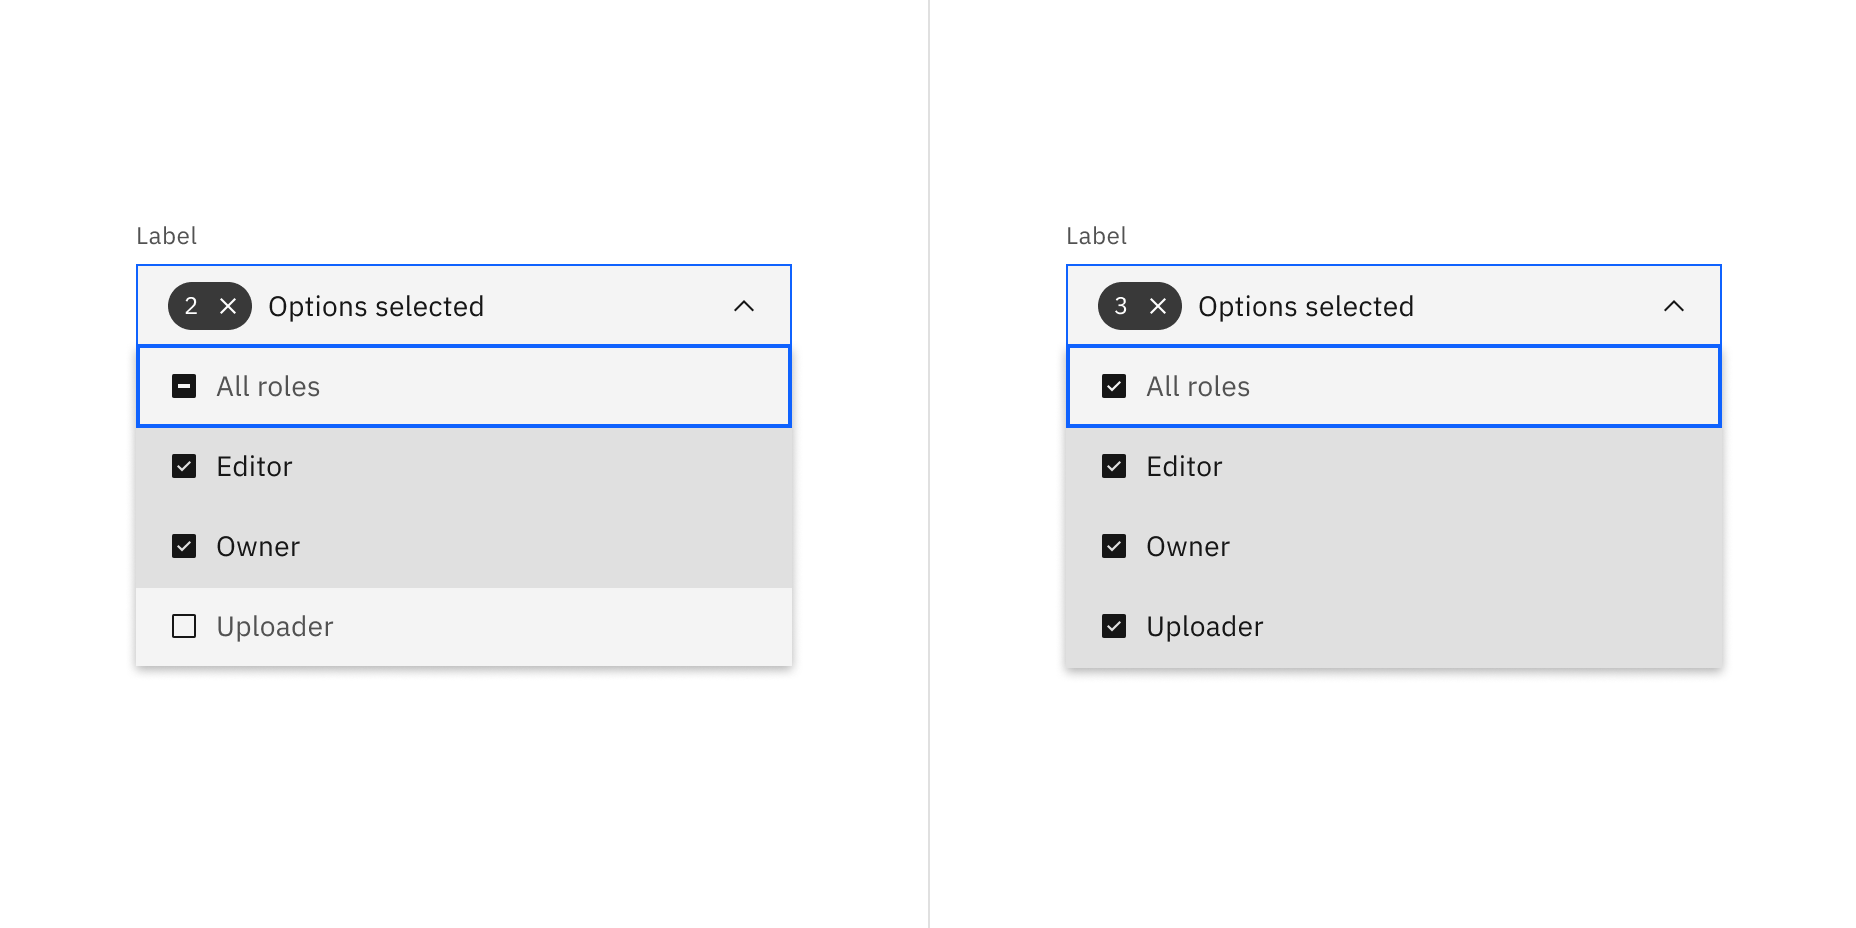 Label
2 Options selected
All roles
Editor
Owner
Uploader
Label
3 Options selected
All roles
Editor
Owner
Uploader